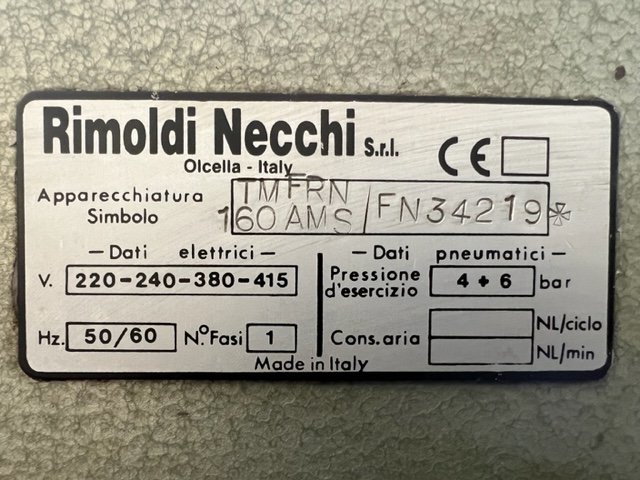 Rimoldi Necchi S.r.l.
Olcella - Italy
CE
Apparecchiatura
Simbolo
TMFRN
160 AMS / FN34219*
— Dati elettrici —
V. 220-240-380-415
Hz. 50/60 N.º Fasi 1
— Dati pneumatici —
Pressione
d'esercizio 4 ÷ 6 bar
Cons. aria
NL/ciclo
NL/min
Made in Italy